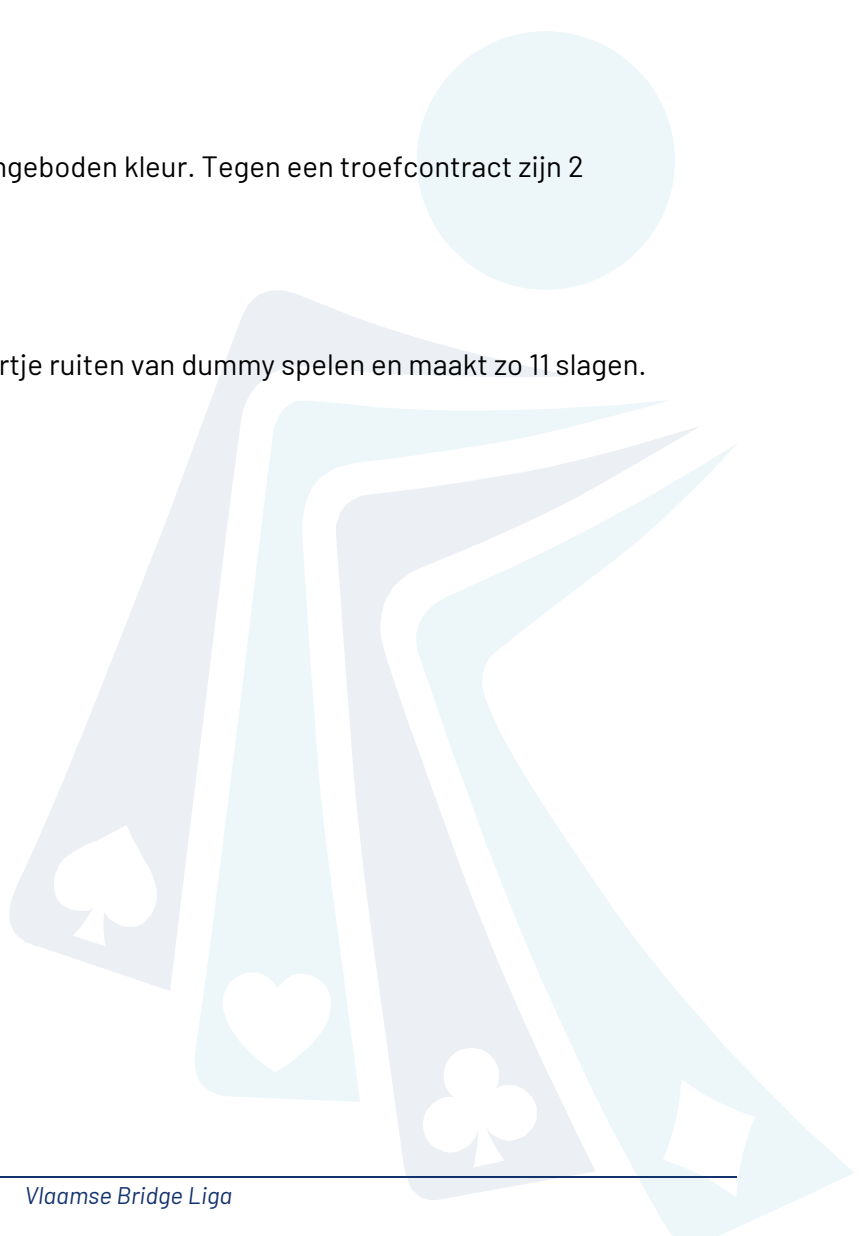 ngeboden kleur. Tegen een troefcontract zijn 2
rtje ruiten van dummy spelen en maakt zo 11 slagen.
Vlaamse Bridge Liga